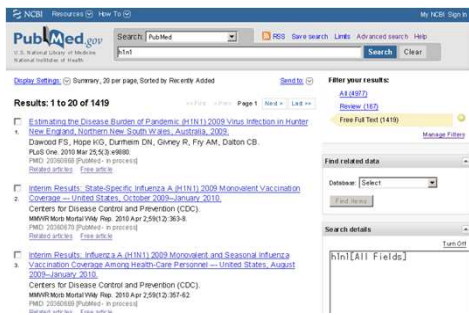 NCBI Resources How To My NCBI Sign In
PubMed.gov
U.S. National Library of Medicine
National Institutes of Health
Search: PubMed
RSS Save search Limits Advanced search Help
h1n1
Search Clear
Display Settings: Summary, 20 per page, Sorted by Recently Added
Send to:
Filter your results:
All (4977)
Review (167)
Free Full Text (1419)
Manage Filters
Results: 1 to 20 of 1419
<< First < Prev Page 1 Next > Last >>
Estimating the Disease Burden of Pandemic (H1N1) 2009 Virus Infection in Hunter
1. New England, Northern New South Wales, Australia, 2009.
Dawood FS, Hope KG, Durrheim DN, Givney R, Fry AM, Dalton CB.
PLoS One. 2010 Mar 25;5(3):e9880.
[PubMed - in process]
Related articles Free article
Interim Results: State-Specific Influenza A (H1N1) 2009 Monovalent Vaccination
2. Coverage --- United States, October 2009-January 2010.
Centers for Disease Control and Prevention (CDC).
MMWR Morb Mortal Wkly Rep. 2010 Apr 2;59(12):363-8.
[PubMed - in process]
Related articles Free article
Interim Results: Influenza A (H1N1) 2009 Monovalent and Seasonal Influenza
3. Vaccination Coverage Among Health-Care Personnel --- United States, August
2009-January 2010.
Centers for Disease Control and Prevention (CDC).
MMWR Morb Mortal Wkly Rep. 2010 Apr 2;59(12):357-62.
[PubMed - in process]
Related articles Free article
Find related data
Database: Select
Find items
Search details
Turn Off
h1n1[All Fields]